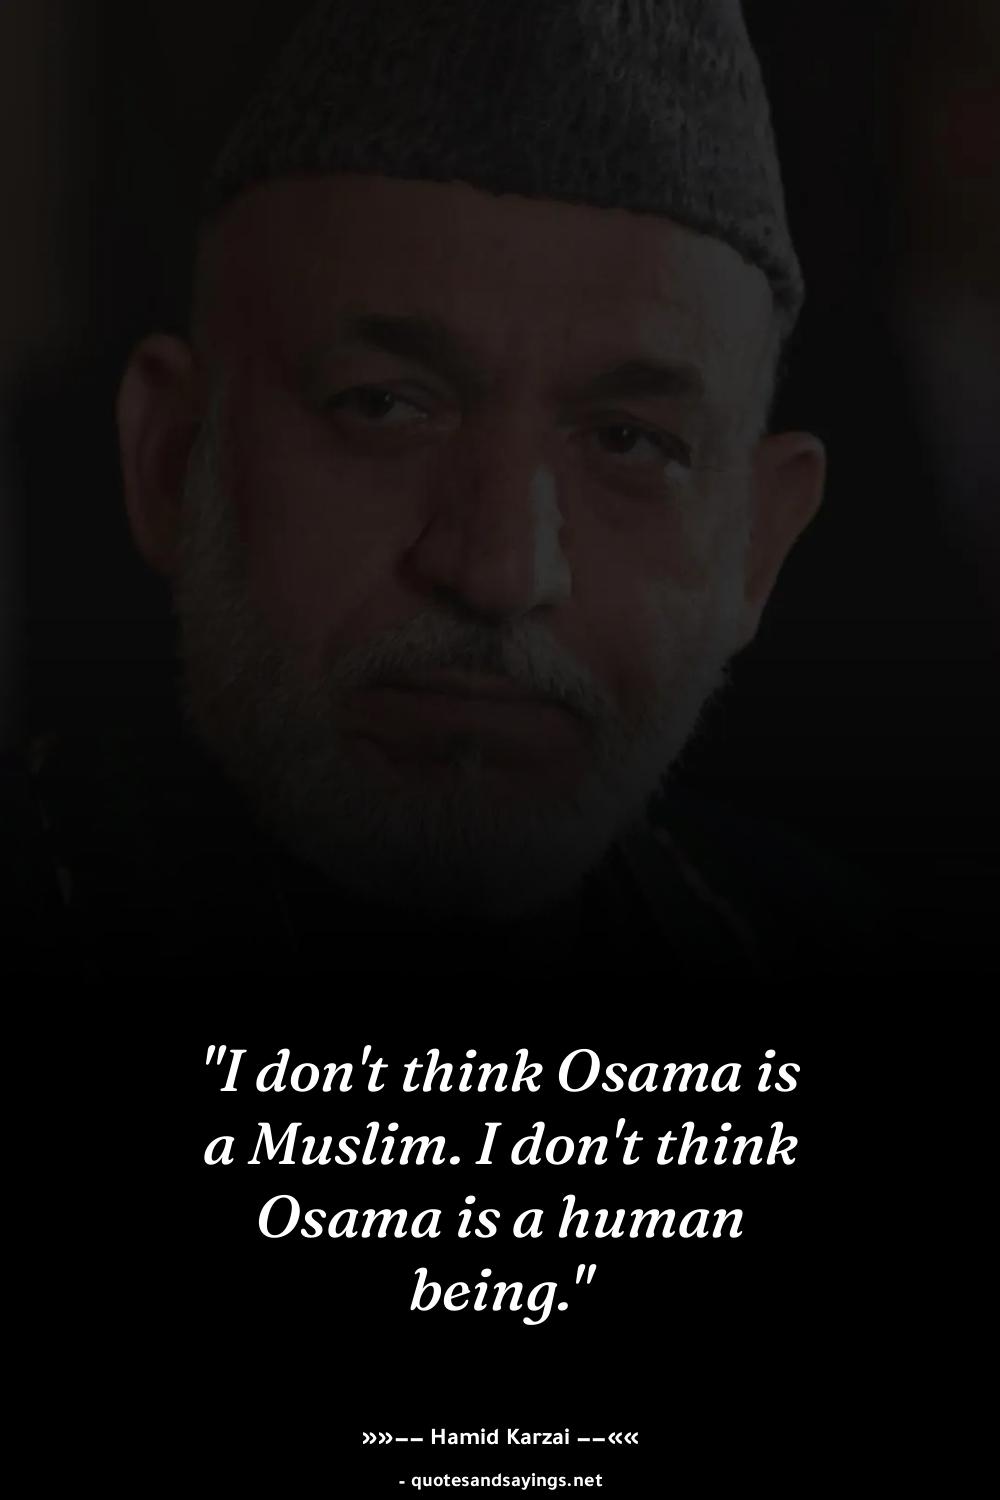 "I don't think Osama is
a Muslim. I don't think
Osama is a human
being."
»»−− Hamid Karzai −−««
- quotesandsayings.net